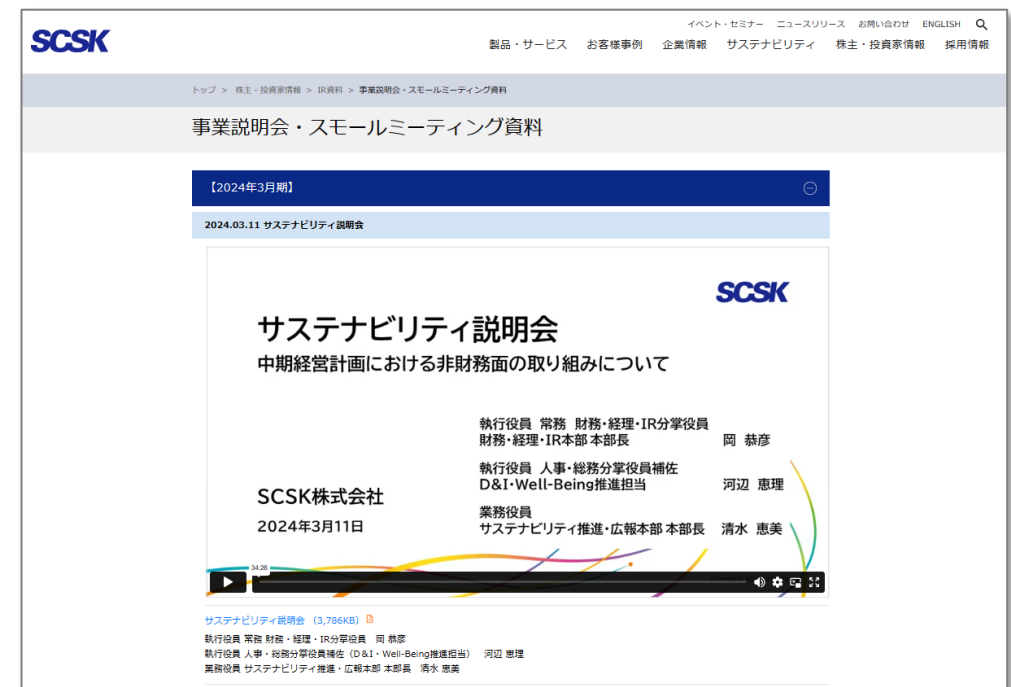 SCSK
イベント・セミナー ニュースリリース お問い合わせ ENGLISH
製品・サービス お客様事例 企業情報 サステナビリティ 株主・投資家情報 採用情報
トップ > 株主・投資家情報 > IR資料 > 事業説明会・スモールミーティング資料
事業説明会・スモールミーティング資料
【2024年3月期】
2024.03.11 サステナビリティ説明会
SCSK
サステナビリティ説明会
中期経営計画における非財務面の取り組みについて
執行役員 常務 財務・経理・IR分掌役員
財務・経理・IR本部 本部長 岡 恭彦
執行役員 人事・総務分掌役員補佐
D&I・Well-Being推進担当 河辺 恵理
SCSK株式会社
2024年3月11日
業務役員
サステナビリティ推進・広報本部 本部長 清水 恵美
34:26
サステナビリティ説明会 (3,786KB)
執行役員 常務 財務・経理・IR分掌役員 岡 恭彦
執行役員 人事・総務分掌役員補佐（D&I・Well-Being推進担当） 河辺 恵理
業務役員 サステナビリティ推進・広報本部 本部長 清水 恵美